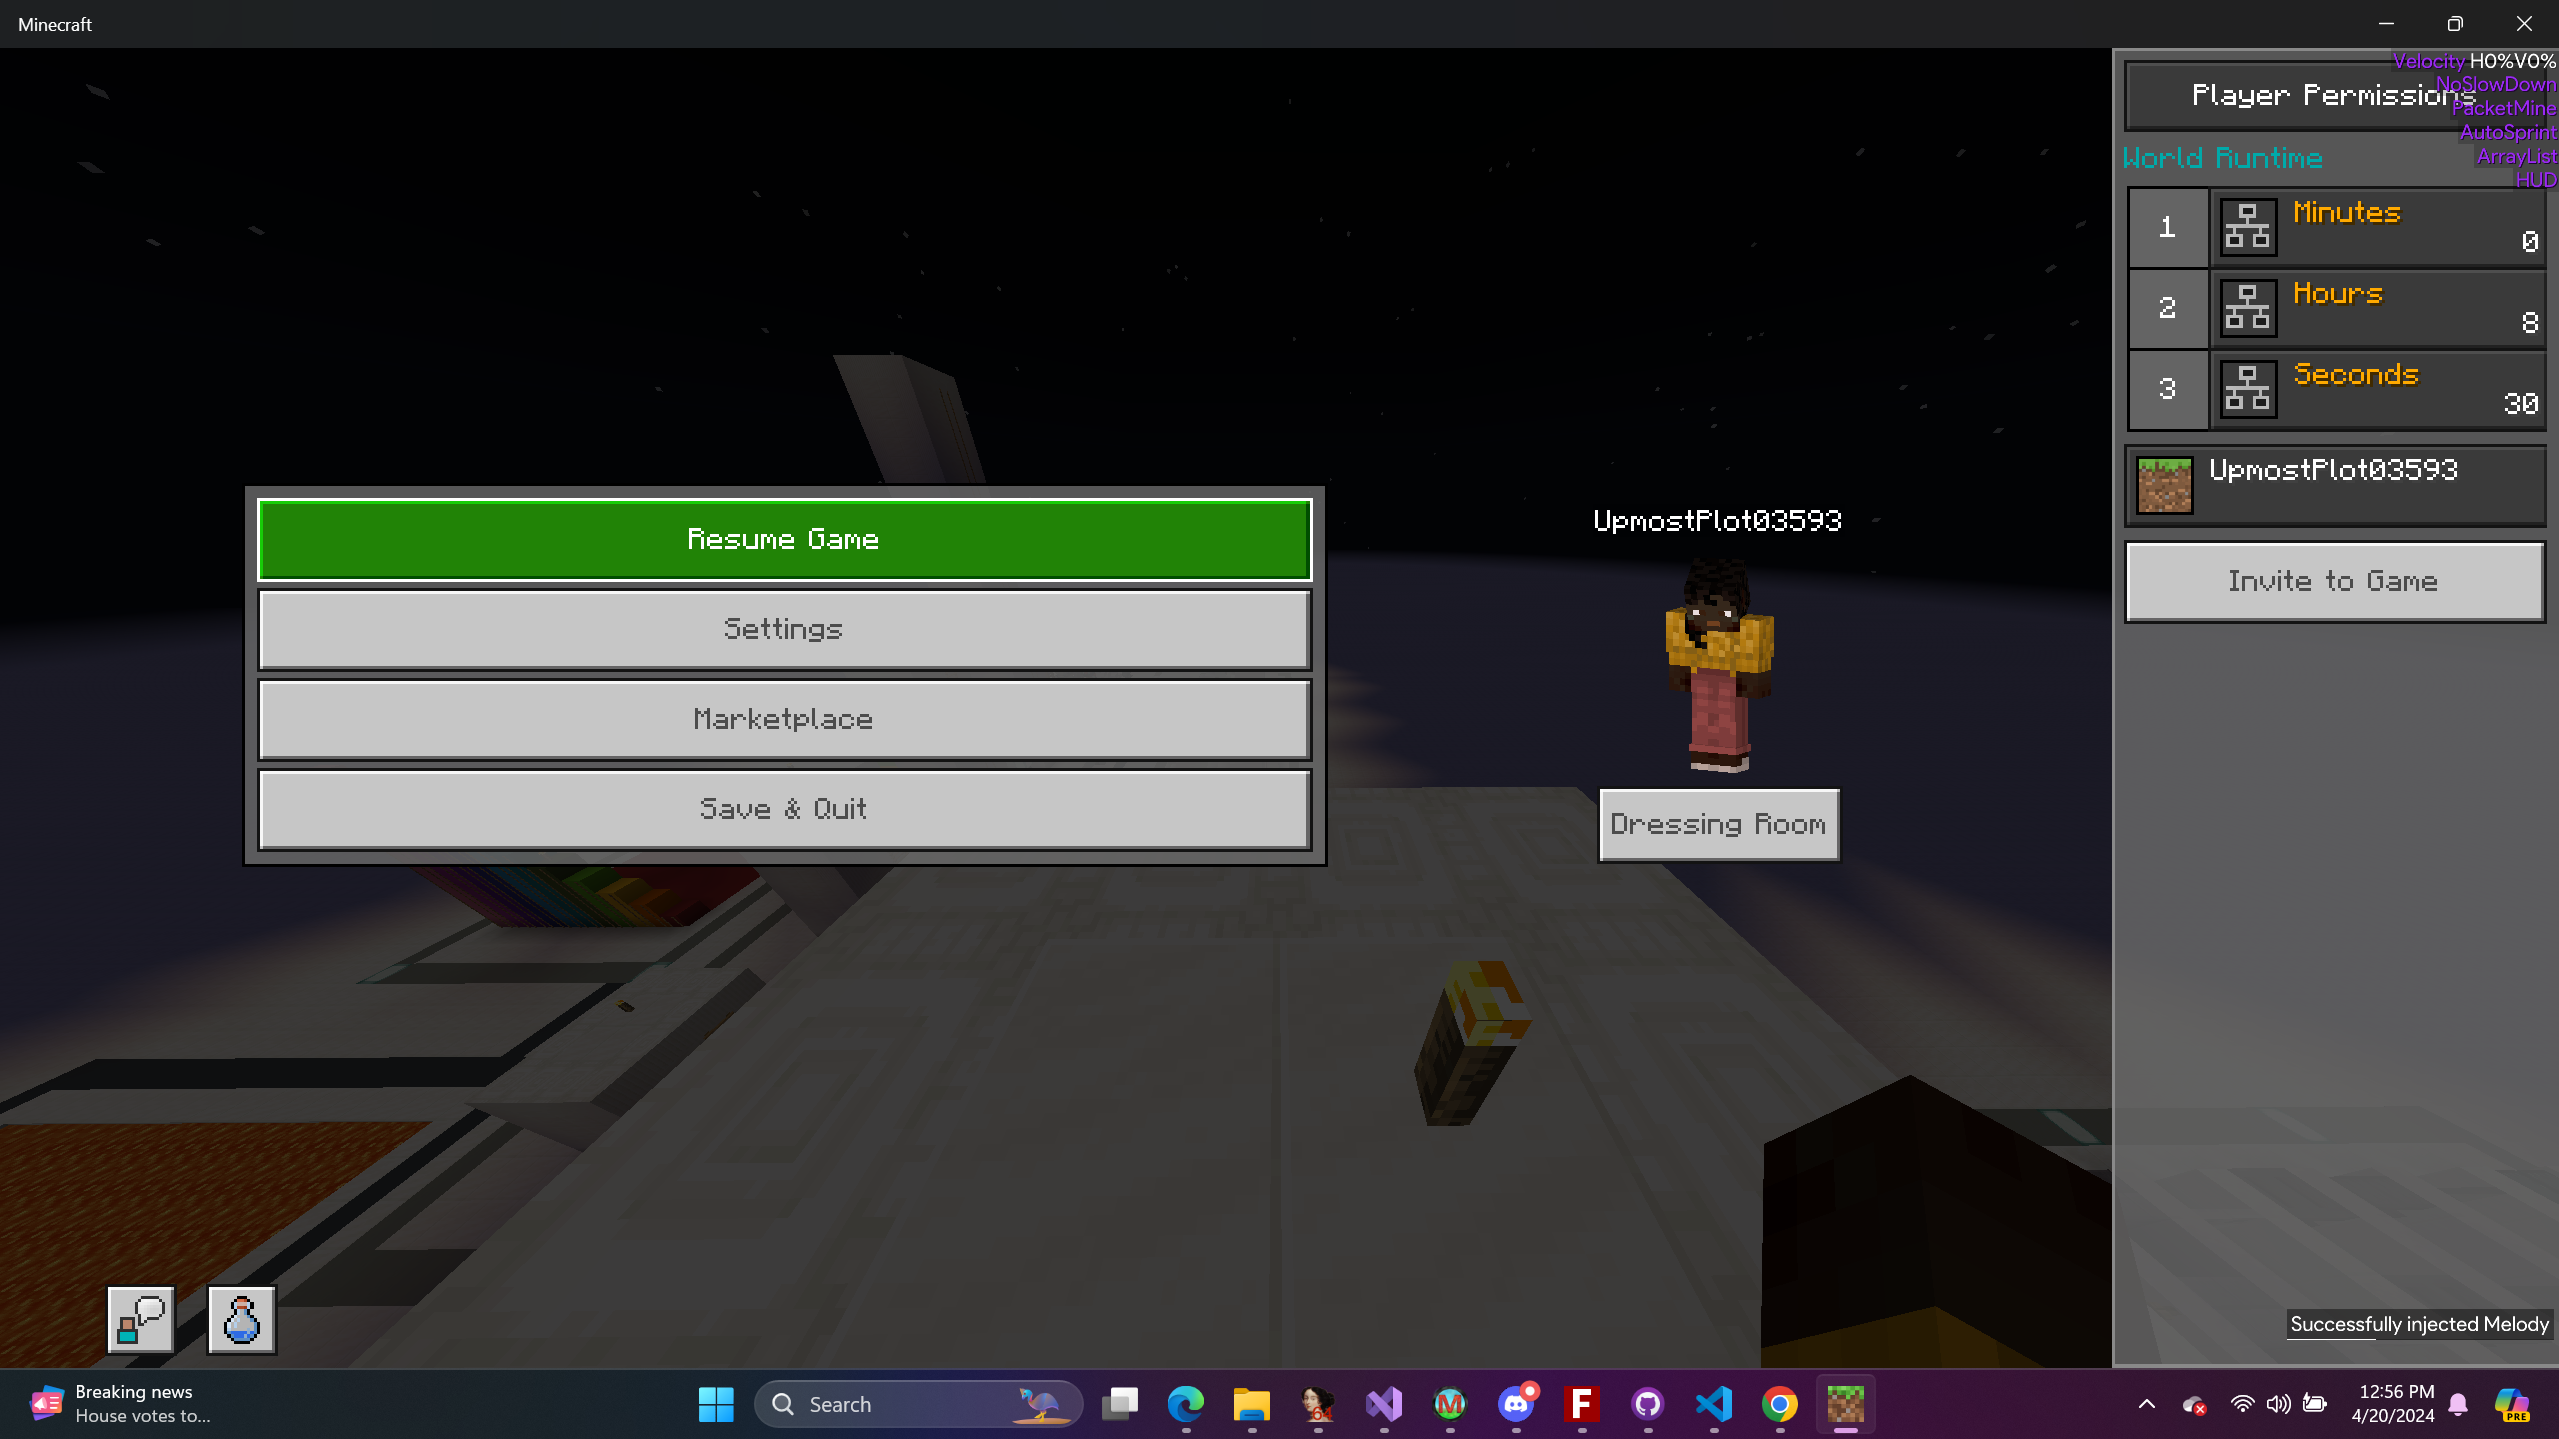 Minecraft
Velocity H0%V0%
NoSlowDown
Player Permissions
PacketMine
AutoSprint
World Runtime
ArrayList
HUD
1 Minutes 0
2 Hours 8
3 Seconds 30
UpmostPlot03593
Invite to Game
Resume Game
Settings
Marketplace
Save & Quit
UpmostPlot03593
Dressing Room
Successfully injected Melody
Breaking news
House votes to...
Search
64
M
F
12:56 PM
4/20/2024
PRE